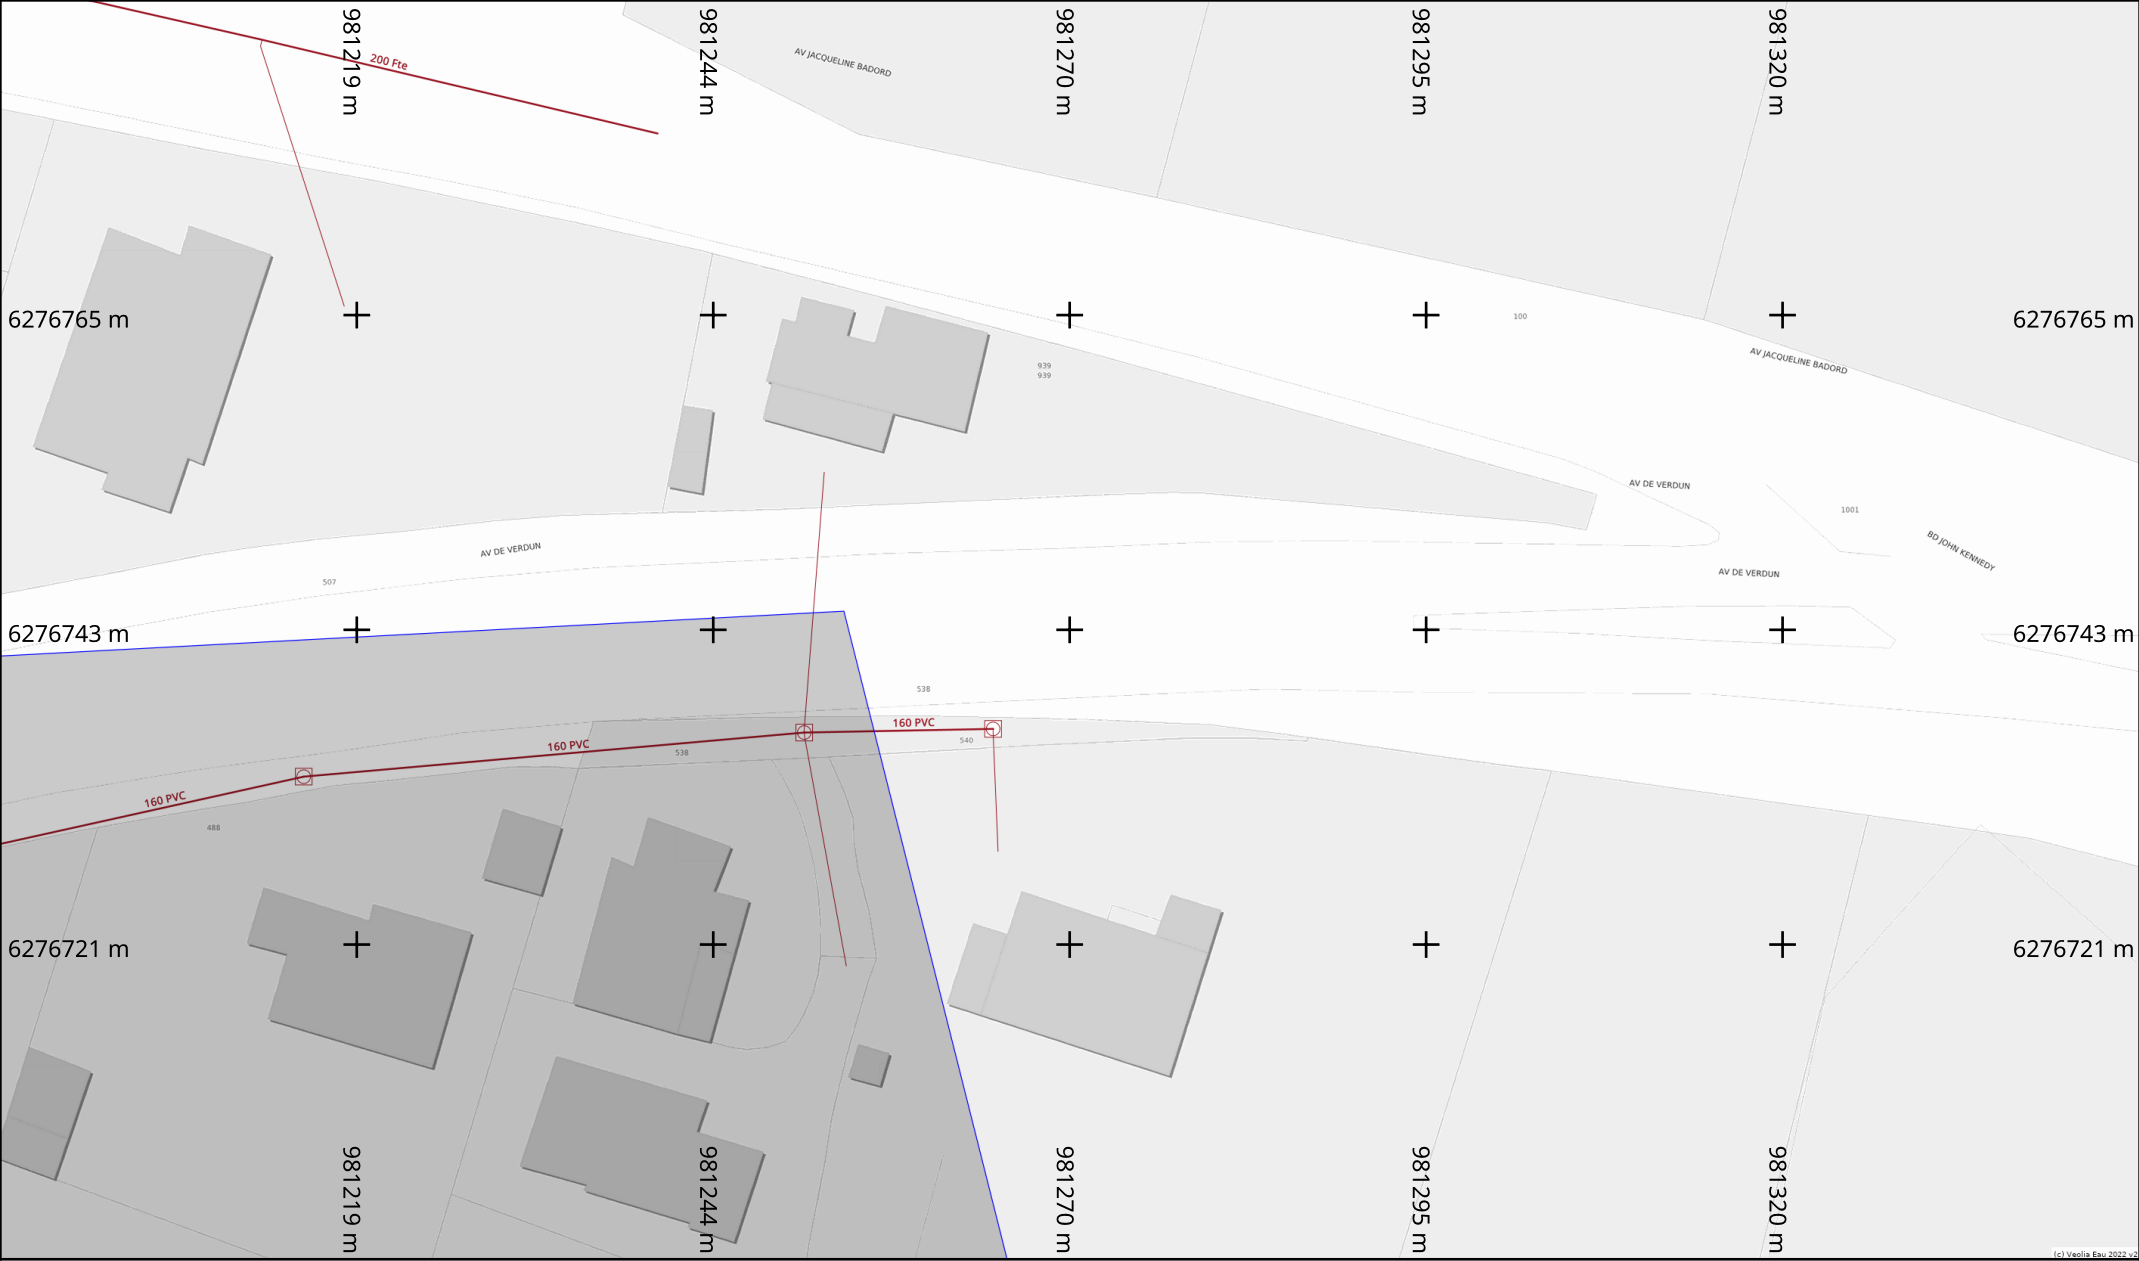 981219 m
981244 m
981270 m
981295 m
981320 m
200 Fte
AV JACQUELINE BADORD
6276765 m
100
6276765 m
AV JACQUELINE BADORD
939
939
AV DE VERDUN
1001
BD JOHN KENNEDY
AV DE VERDUN
507
AV DE VERDUN
6276743 m
6276743 m
538
160 PVC
540
160 PVC
538
160 PVC
488
6276721 m
6276721 m
981219 m
981244 m
981270 m
981295 m
981320 m
(c) Veolia Eau 2022 v2